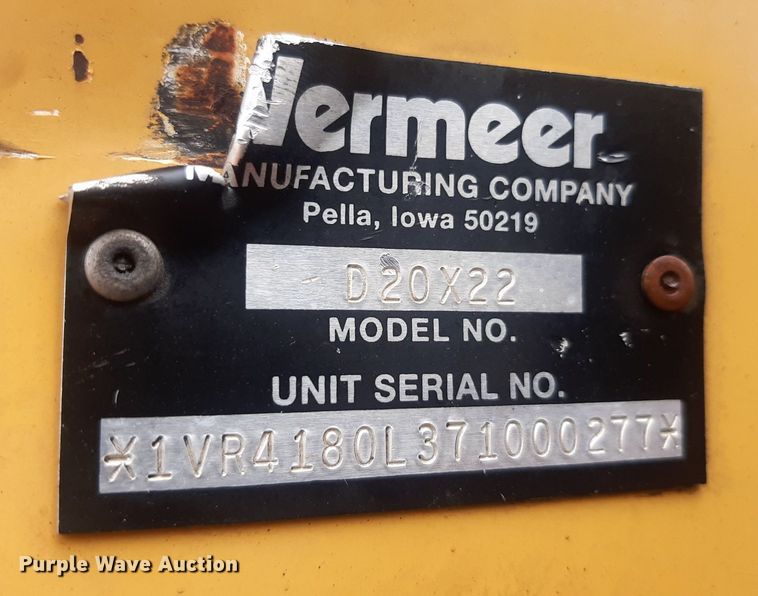 Vermeer
MANUFACTURING COMPANY
Pella, Iowa 50219
D20X22
MODEL NO.
UNIT SERIAL NO.
*1VR4180L371000277*
Purple Wave Auction